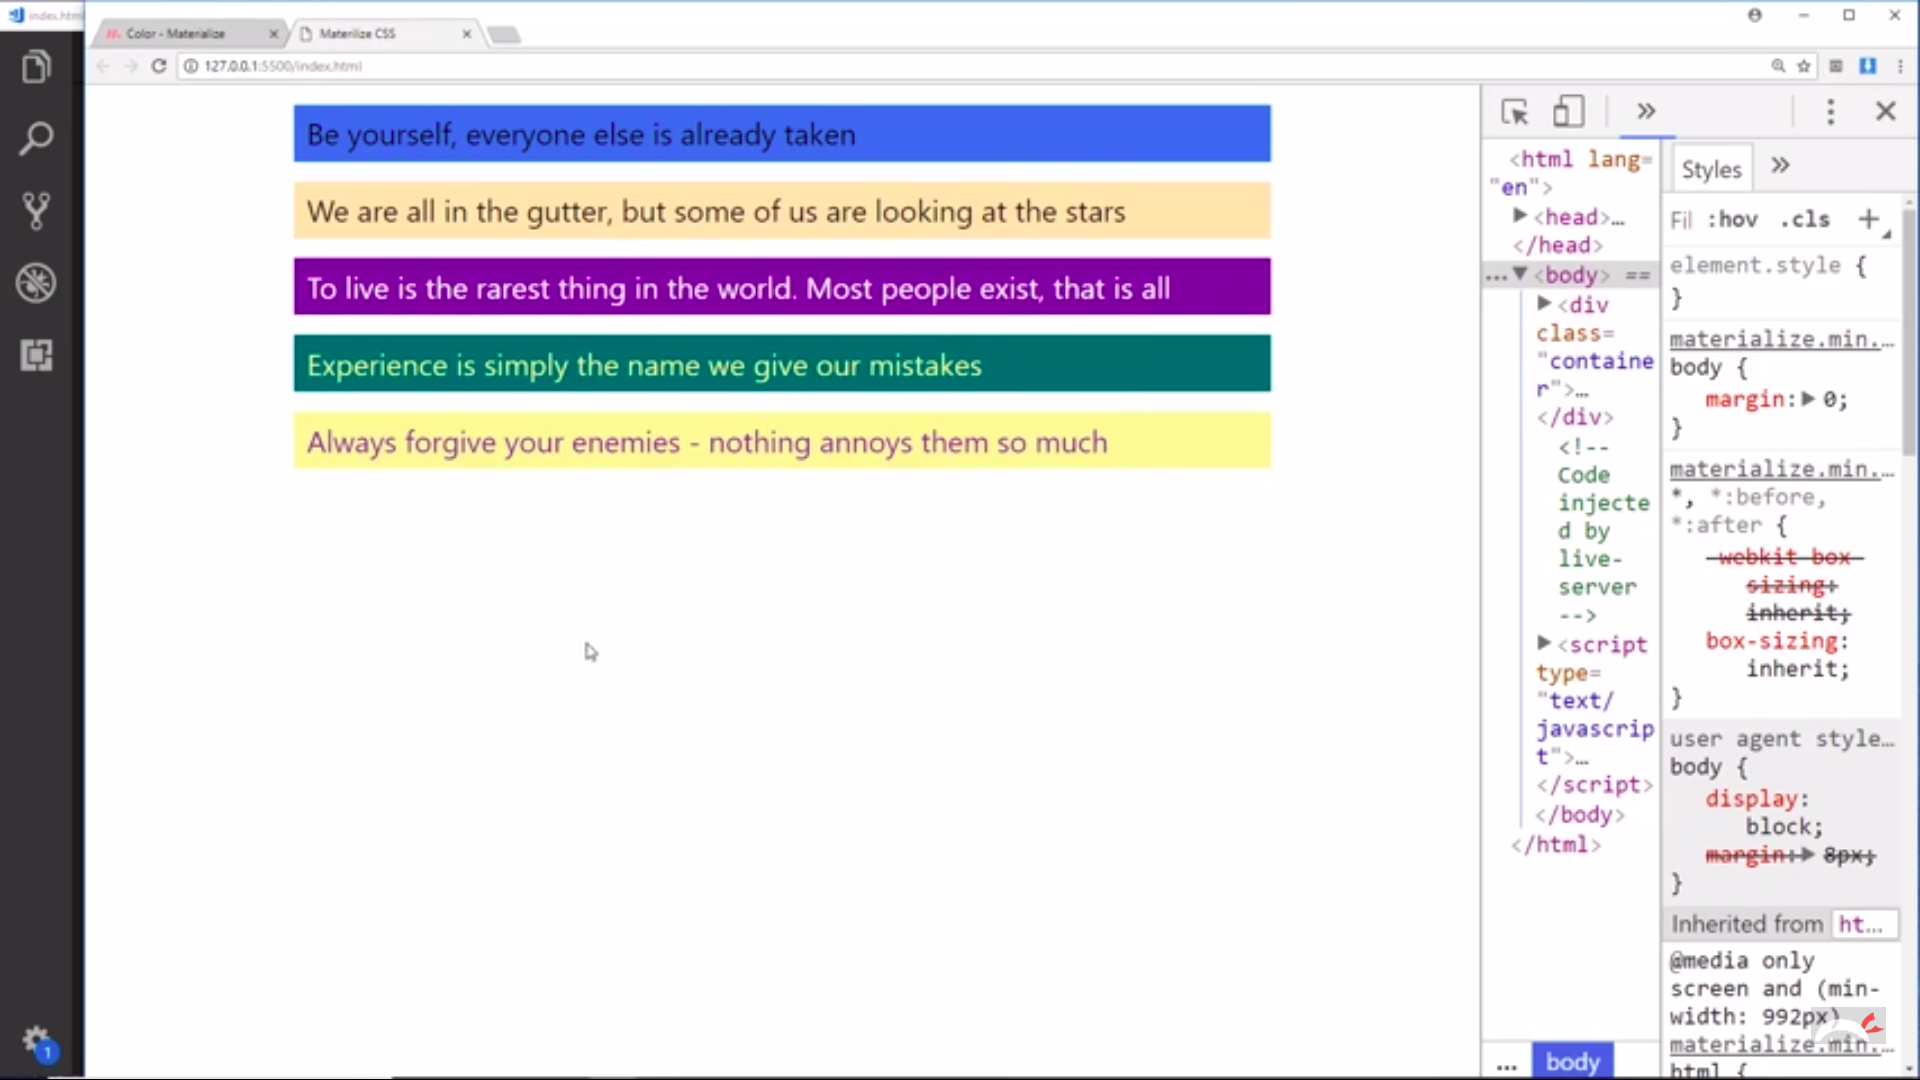 index.html
Color - Materialize
Materilize CSS
127.0.0.1:5500/index.html
Be yourself, everyone else is already taken
We are all in the gutter, but some of us are looking at the stars
To live is the rarest thing in the world. Most people exist, that is all
Experience is simply the name we give our mistakes
Always forgive your enemies - nothing annoys them so much
<html lang=
"en">
<head>…
</head>
…<body> ==
<div
class=
"containe
r">…
</div>
<!--
Code
injecte
d by
live-
server
-->
<script
type=
"text/
javascrip
t">…
</script>
</body>
</html>
… body
Styles
Fil :hov .cls +
element.style {
}
materialize.min.…
body {
margin: 0;
}
materialize.min.…
*, *:before,
*:after {
-webkit-box-
sizing:
inherit;
box-sizing:
inherit;
}
user agent style…
body {
display:
block;
margin: 8px;
}
Inherited from ht…
@media only
screen and (min-
width: 992px)
materialize.min.…
html {
1